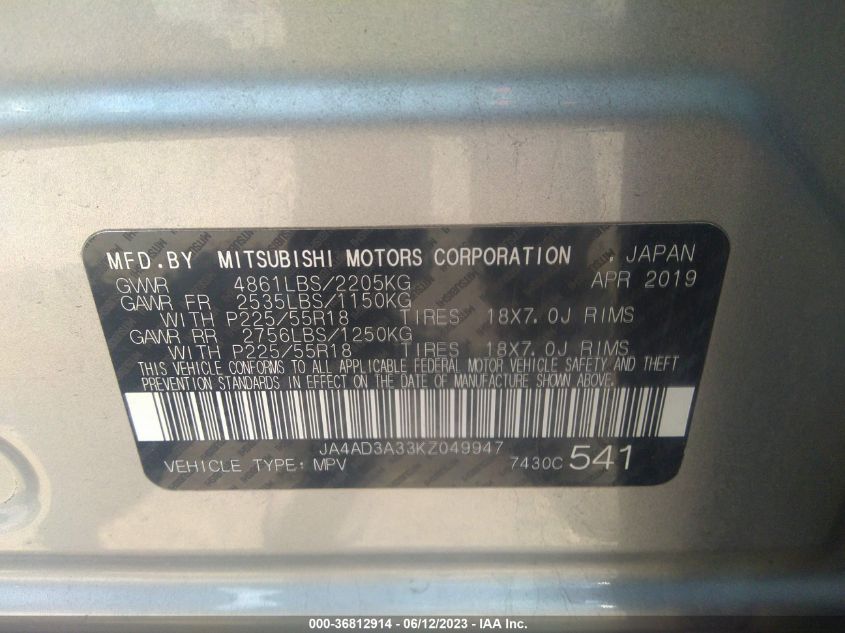 MFD.BY MITSUBISHI MOTORS CORPORATION , JAPAN
GVWR 4861LBS/2205KG APR 2019
GAWR FR 2535LBS/1150KG
WITH P225/55R18 TIRES 18X7.0J RIMS
GAWR RR 2756LBS/1250KG
WITH P225/55R18 TIRES 18X7.0J RIMS
THIS VEHICLE CONFORMS TO ALL APPLICABLE FEDERAL MOTOR VEHICLE SAFETY AND THEFT
PREVENTION STANDARDS IN EFFECT ON THE DATE OF MANUFACTURE SHOWN ABOVE.
JA4AD3A33KZ049947
VEHICLE TYPE: MPV 7430C 541
000-36812914 - 06/12/2023 - IAA Inc.